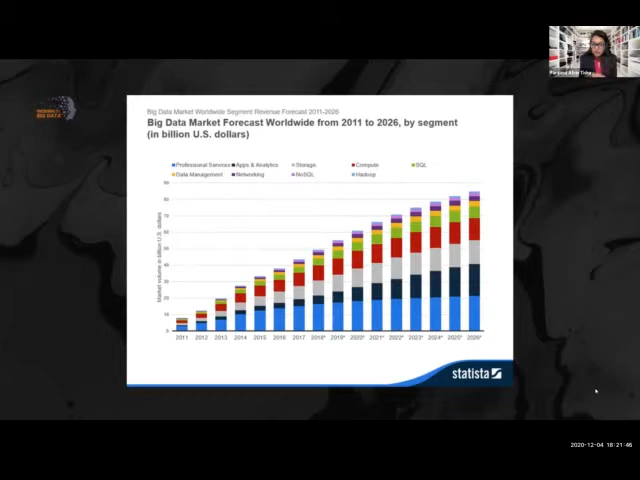 BIG DATA
Big Data Market Worldwide Segment Revenue Forecast 2011-2026
Big Data Market Forecast Worldwide from 2011 to 2026, by segment
(in billion U.S. dollars)
Professional Services Apps & Analytics Storage Compute SQL
Data Management Networking NoSQL Hadoop
Market volume in billion U.S. dollars
90
80
70
60
50
40
30
20
10
0
2011 2012 2013 2014 2015 2016 2017 2018* 2019* 2020* 2021* 2022* 2023* 2024* 2025* 2026*
statista
2020-12-04 18:21:46